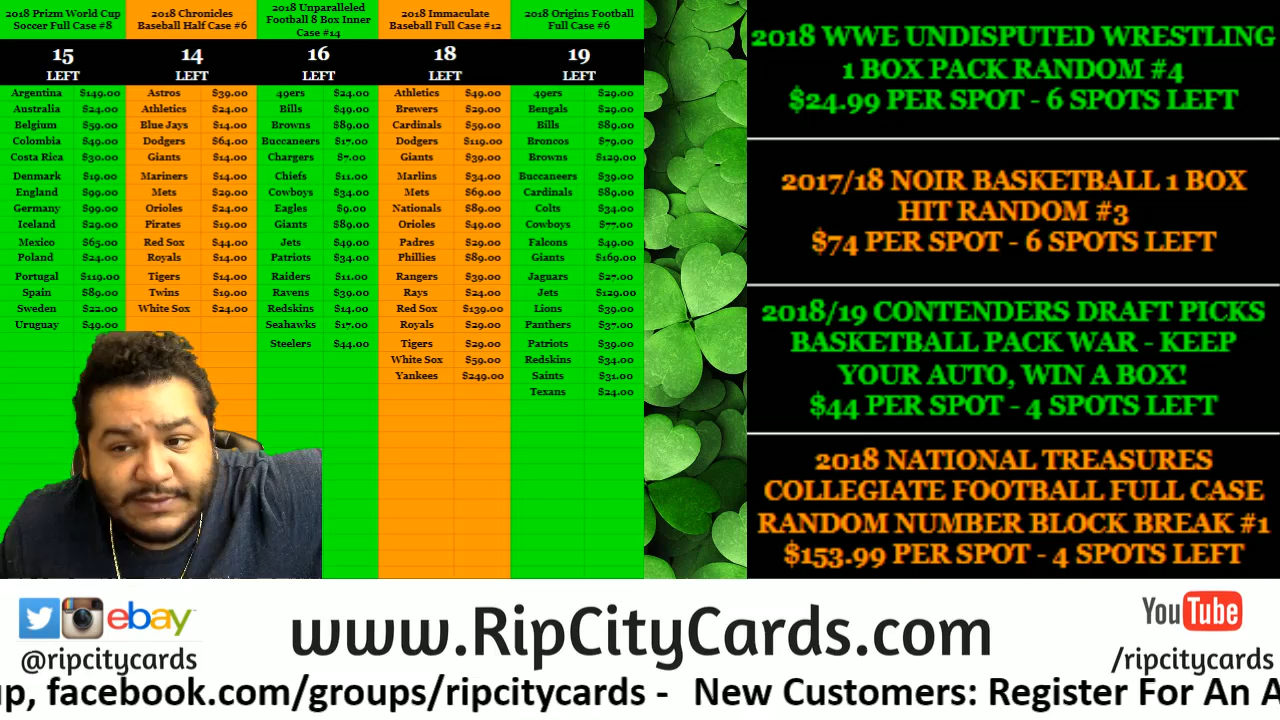 2018 Prizm World Cup
Soccer Full Case #8
15
LEFT
Argentina $149.00
Australia $24.00
Belgium $59.00
Colombia $49.00
Costa Rica $30.00
Denmark $19.00
England $99.00
Germany $99.00
Iceland $29.00
Mexico $65.00
Poland $24.00
Portugal $119.00
Spain $89.00
Sweden $22.00
Uruguay $49.00
2018 Chronicles
Baseball Half Case #6
14
LEFT
Astros $39.00
Athletics $24.00
Blue Jays $14.00
Dodgers $64.00
Giants $14.00
Mariners $14.00
Mets $29.00
Orioles $24.00
Pirates $19.00
Red Sox $44.00
Royals $14.00
Tigers $14.00
Twins $19.00
White Sox $24.00
2018 Unparalleled
Football 8 Box Inner
Case #14
16
LEFT
49ers $24.00
Bills $49.00
Browns $89.00
Buccaneers $17.00
Chargers $7.00
Chiefs $11.00
Cowboys $34.00
Eagles $9.00
Giants $89.00
Jets $49.00
Patriots $34.00
Raiders $11.00
Ravens $39.00
Redskins $14.00
Seahawks $17.00
Steelers $44.00
2018 Immaculate
Baseball Full Case #12
18
LEFT
Athletics $49.00
Brewers $29.00
Cardinals $59.00
Dodgers $119.00
Giants $39.00
Marlins $34.00
Mets $69.00
Nationals $89.00
Orioles $49.00
Padres $29.00
Phillies $89.00
Rangers $39.00
Rays $24.00
Red Sox $139.00
Royals $29.00
Tigers $29.00
White Sox $59.00
Yankees $249.00
2018 Origins Football
Full Case #6
19
LEFT
49ers $29.00
Bengals $29.00
Bills $89.00
Broncos $79.00
Browns $129.00
Buccaneers $39.00
Cardinals $89.00
Colts $34.00
Cowboys $77.00
Falcons $49.00
Giants $169.00
Jaguars $27.00
Jets $129.00
Lions $39.00
Panthers $37.00
Patriots $39.00
Redskins $34.00
Saints $31.00
Texans $24.00
2018 WWE UNDISPUTED WRESTLING
1 BOX PACK RANDOM #4
$24.99 PER SPOT - 6 SPOTS LEFT
2017/18 NOIR BASKETBALL 1 BOX
HIT RANDOM #3
$74 PER SPOT - 6 SPOTS LEFT
2018/19 CONTENDERS DRAFT PICKS
BASKETBALL PACK WAR - KEEP
YOUR AUTO, WIN A BOX!
$44 PER SPOT - 4 SPOTS LEFT
2018 NATIONAL TREASURES
COLLEGIATE FOOTBALL FULL CASE
RANDOM NUMBER BLOCK BREAK #1
$153.99 PER SPOT - 4 SPOTS LEFT
ebay
@ripcitycards
www.RipCityCards.com
YouTube
/ripcitycards
up, facebook.com/groups/ripcitycards - New Customers: Register For An A